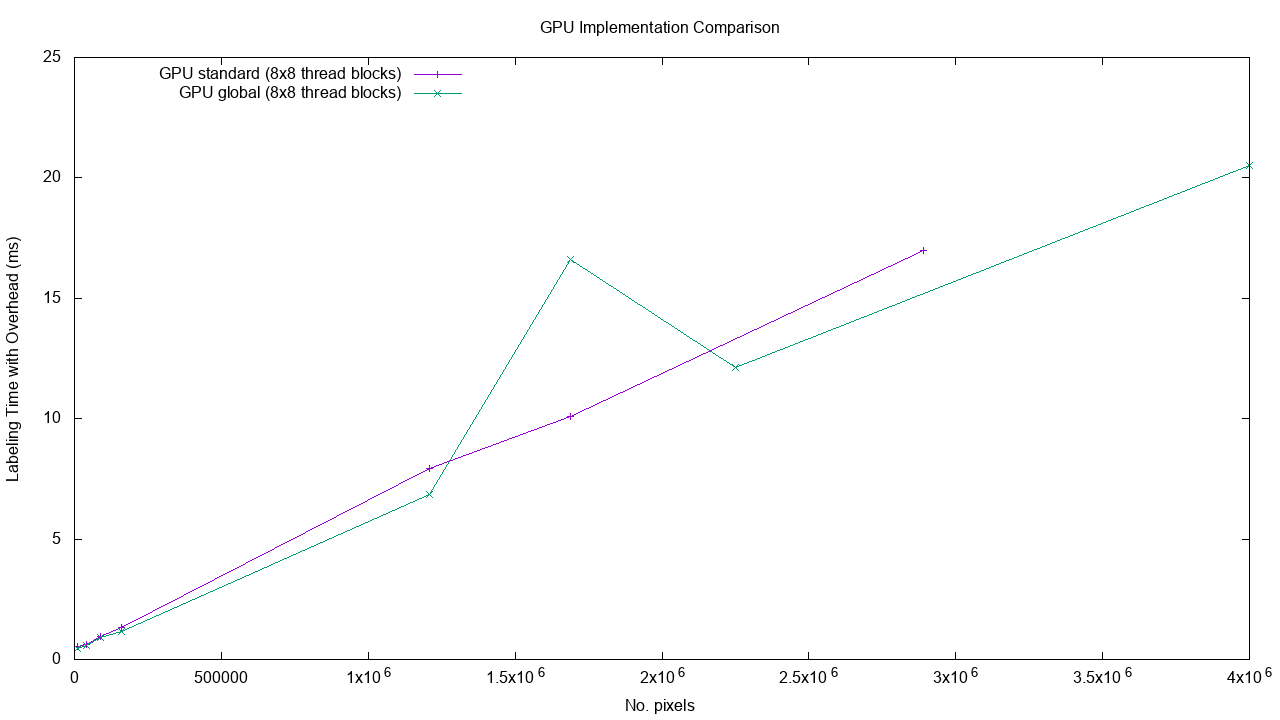 GPU Implementation Comparison
GPU standard (8x8 thread blocks)
GPU global (8x8 thread blocks)
Labeling Time with Overhead (ms)
25
20
15
10
5
0
0 500000 1x10^6 1.5x10^6 2x10^6 2.5x10^6 3x10^6 3.5x10^6 4x10^6
No. pixels